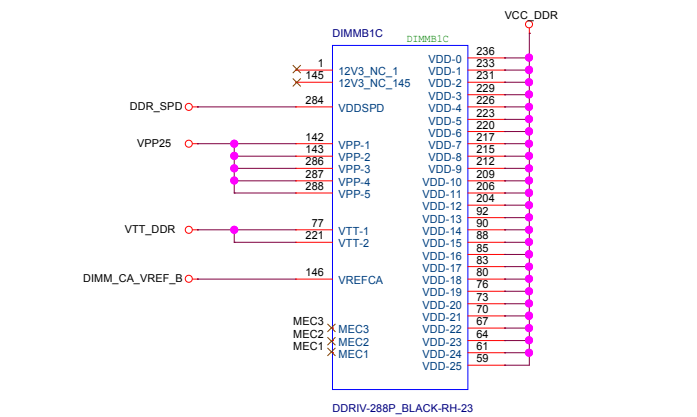 VCC_DDR
DIMMB1C
DIMMB1C
1 12V3_NC_1
145 12V3_NC_145
DDR_SPD 284 VDDSPD
VPP25 142 VPP-1
143 VPP-2
286 VPP-3
287 VPP-4
288 VPP-5
VTT_DDR 77 VTT-1
221 VTT-2
DIMM_CA_VREF_B 146 VREFCA
MEC3 MEC3
MEC2 MEC2
MEC1 MEC1
VDD-0 236
VDD-1 233
VDD-2 231
VDD-3 229
VDD-4 226
VDD-5 223
VDD-6 220
VDD-7 217
VDD-8 215
VDD-9 212
VDD-10 209
VDD-11 206
VDD-12 204
VDD-13 92
VDD-14 90
VDD-15 88
VDD-16 85
VDD-17 83
VDD-18 80
VDD-19 76
VDD-20 73
VDD-21 70
VDD-22 67
VDD-23 64
VDD-24 61
VDD-25 59
DDRIV-288P_BLACK-RH-23